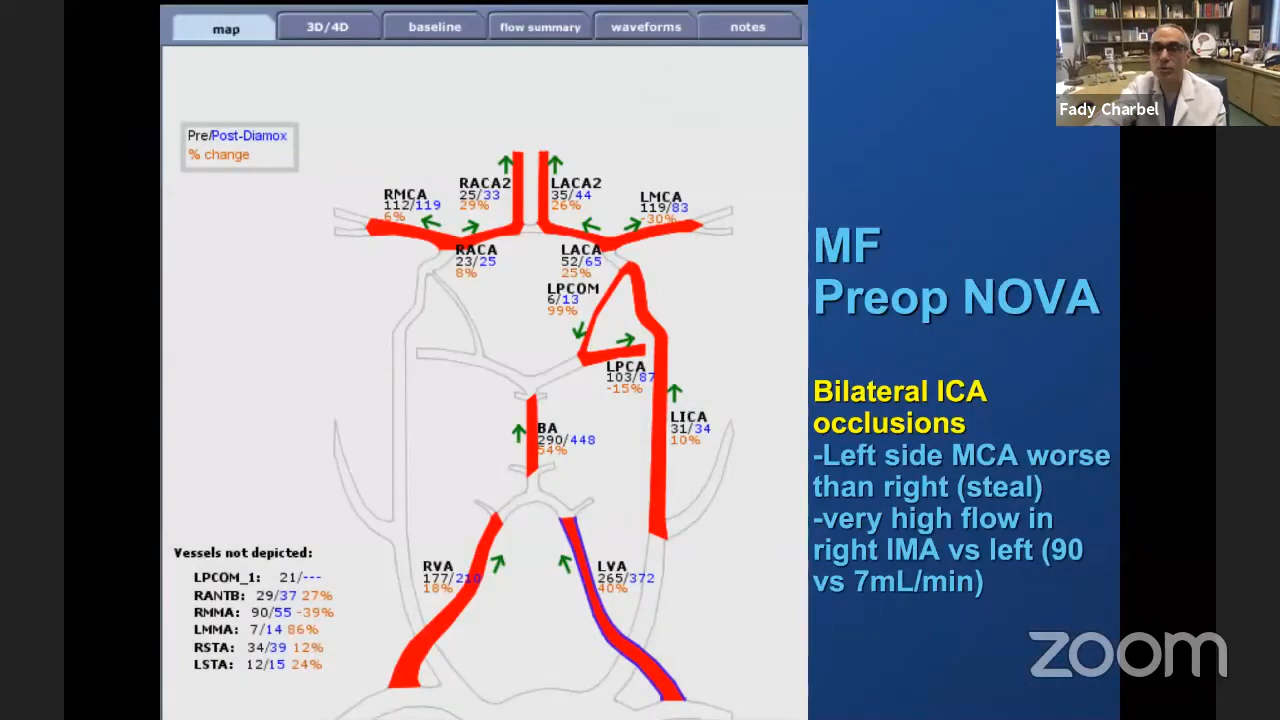 map
3D/4D
baseline
flow summary
waveforms
notes
Fady Charbel
Pre/Post-Diamox
% change
RMCA
112/119
6%
RACA2
25/33
29%
LACA2
35/44
26%
LMCA
119/83
-30%
RACA
23/25
8%
LACA
52/65
25%
LPCOM
6/13
99%
LPCA
103/87
-15%
LICA
31/34
10%
BA
290/448
54%
RVA
177/210
18%
LVA
265/372
40%
Vessels not depicted:
LPCOM_1: 21/---
RANTB: 29/37 27%
RMMA: 90/55 -39%
LMMA: 7/14 86%
RSTA: 34/39 12%
LSTA: 12/15 24%
MF
Preop NOVA
Bilateral ICA
occlusions
-Left side MCA worse
than right (steal)
-very high flow in
right IMA vs left (90
vs 7mL/min)
zoom